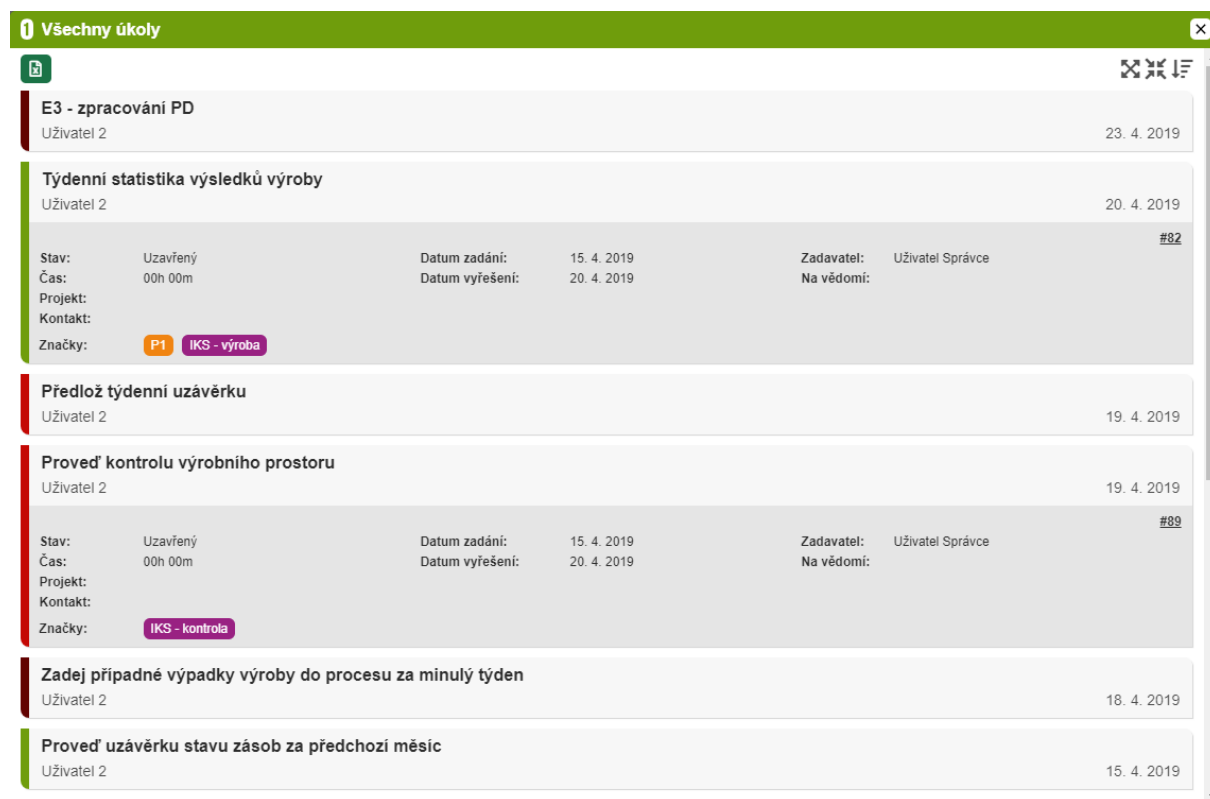 1 Všechny úkoly
E3 - zpracování PD
Uživatel 2 23. 4. 2019
Týdenní statistika výsledků výroby
Uživatel 2 20. 4. 2019
#82
Stav: Uzavřený Datum zadání: 15. 4. 2019 Zadavatel: Uživatel Správce
Čas: 00h 00m Datum vyřešení: 20. 4. 2019 Na vědomí:
Projekt:
Kontakt:
Značky: P1 IKS - výroba
Předlož týdenní uzávěrku
Uživatel 2 19. 4. 2019
Proveď kontrolu výrobního prostoru
Uživatel 2 19. 4. 2019
#89
Stav: Uzavřený Datum zadání: 15. 4. 2019 Zadavatel: Uživatel Správce
Čas: 00h 00m Datum vyřešení: 20. 4. 2019 Na vědomí:
Projekt:
Kontakt:
Značky: IKS - kontrola
Zadej případné výpadky výroby do procesu za minulý týden
Uživatel 2 18. 4. 2019
Proveď uzávěrku stavu zásob za předchozí měsíc
Uživatel 2 15. 4. 2019